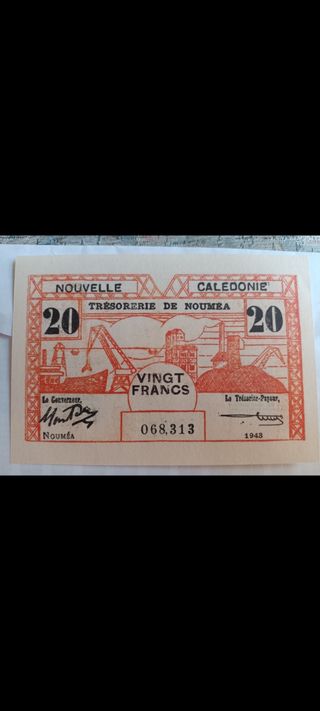 NOUVELLE CALEDONIE
TRÉSORERIE DE NOUMÉA
20 20
VINGT
FRANCS
Le Gouverneur, Le Trésorier-Payeur,
068,313
NOUMÉA 1943